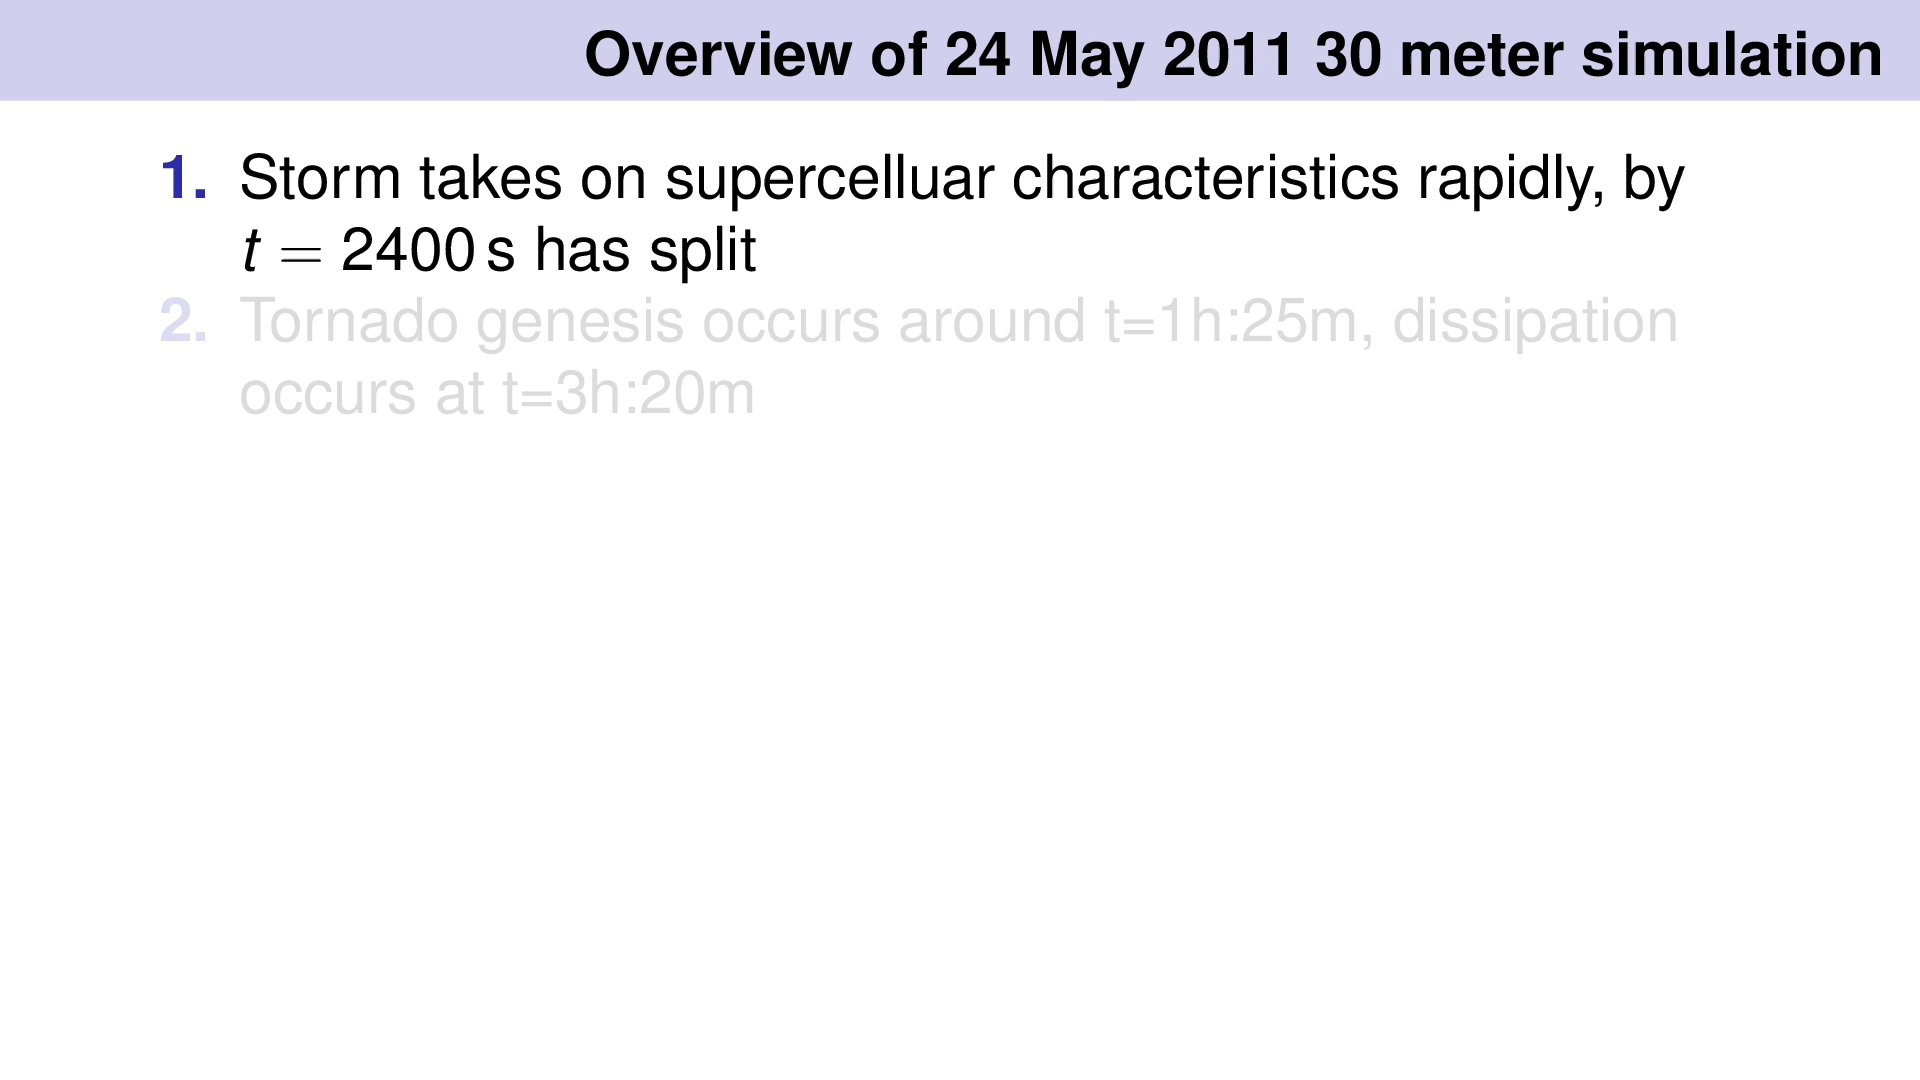 Overview of 24 May 2011 30 meter simulation
1. Storm takes on supercelluar characteristics rapidly, by
t = 2400 s has split
2. Tornado genesis occurs around t=1h:25m, dissipation
occurs at t=3h:20m